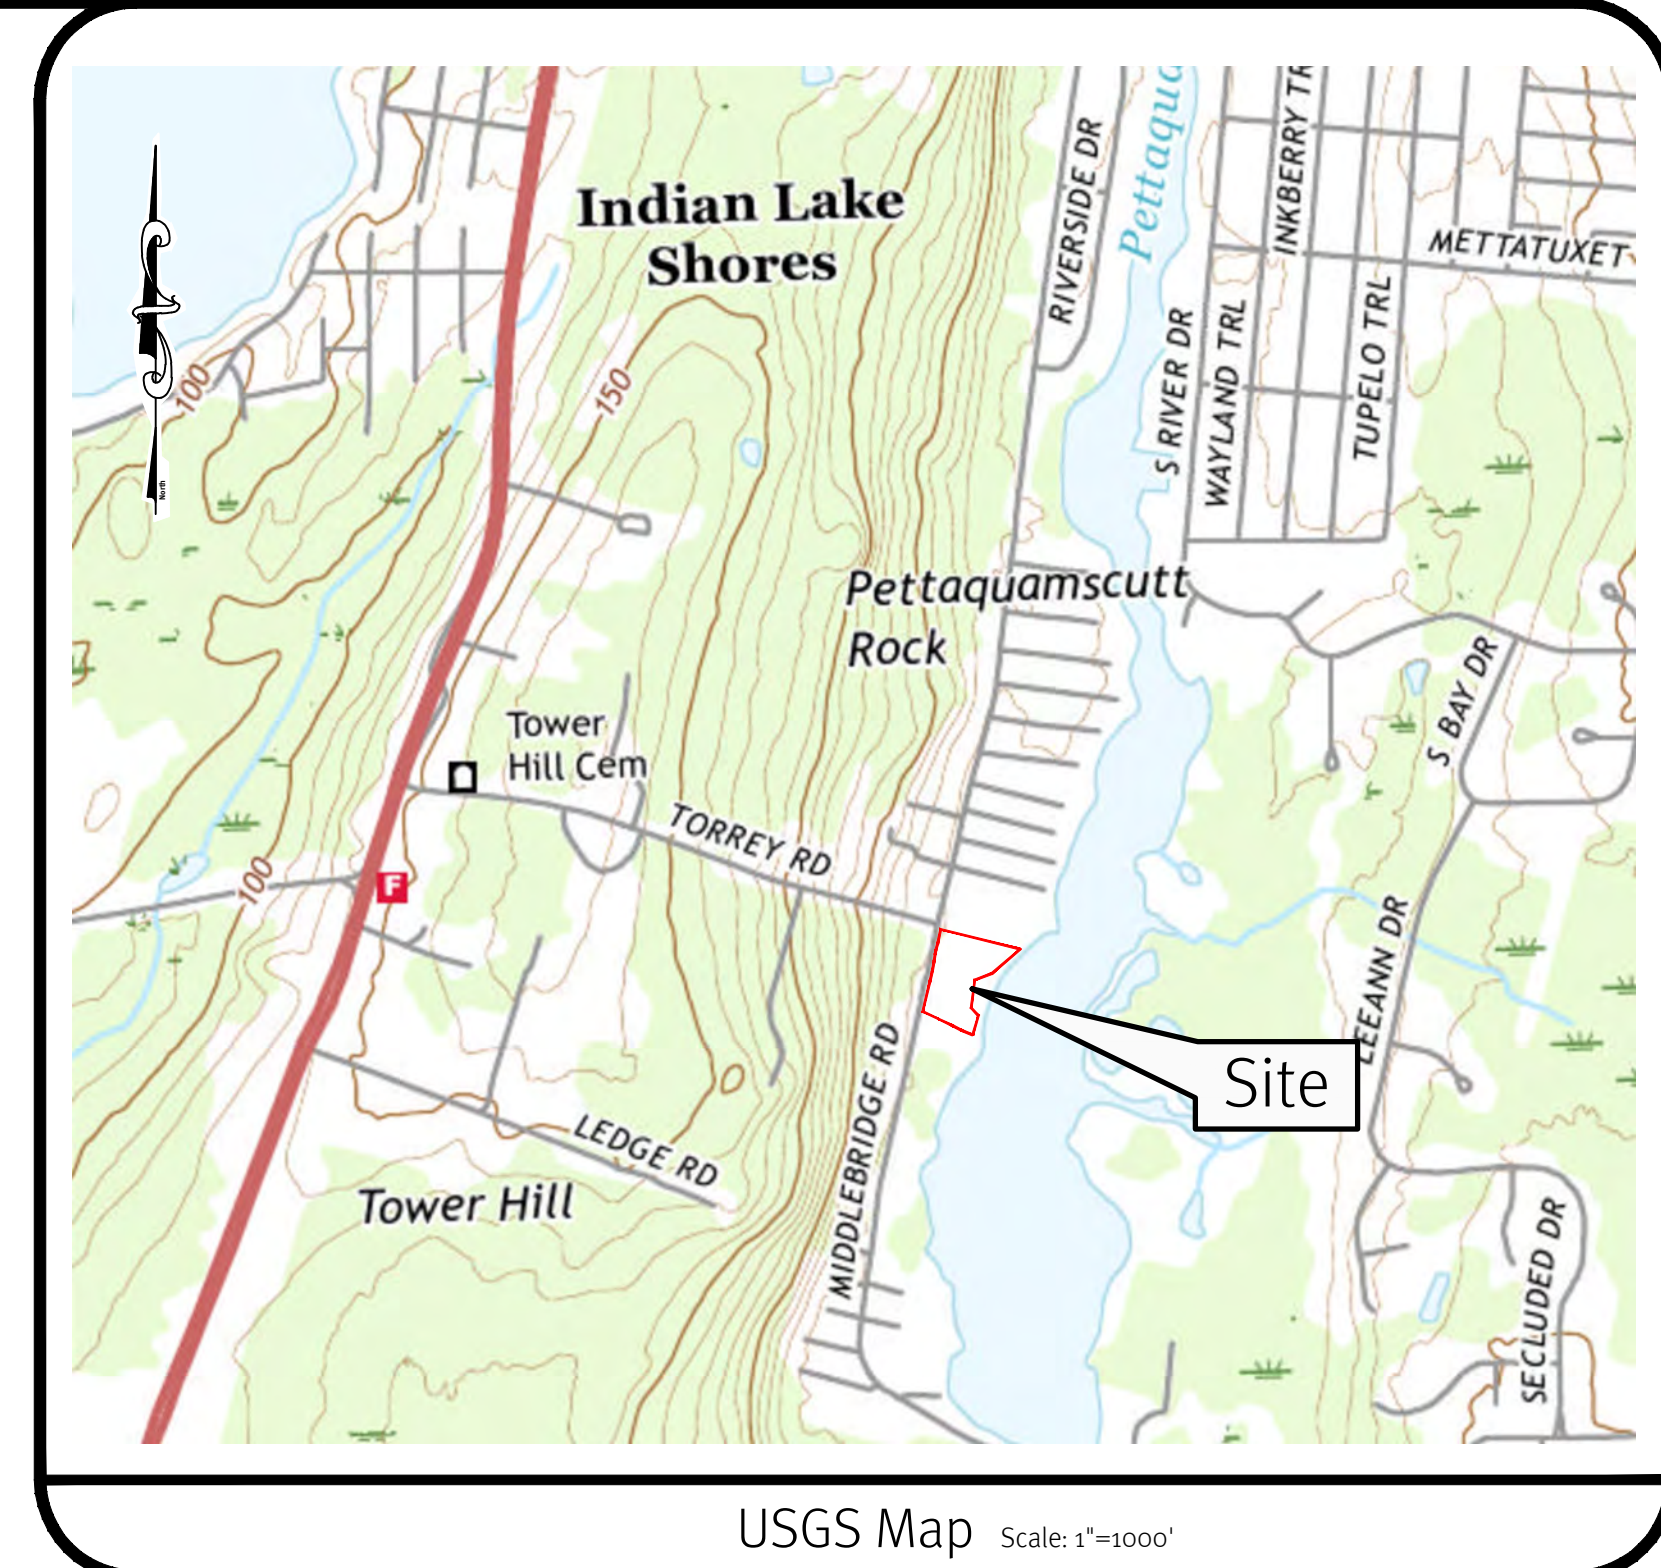 Pettaqua
INKBERRY TR
RIVERSIDE DR
Indian Lake
Shores
METTATUXET
S RIVER DR
WAYLAND TRL
TUPELO TRL
100
150
North
Pettaquamscutt
Rock
S BAY DR
Tower
Hill Cem
TORREY RD
100
F
LEEANN DR
MIDDLEBRIDGE RD
Site
LEDGE RD
Tower Hill
SECLUDED DR
USGS Map Scale: 1"=1000'